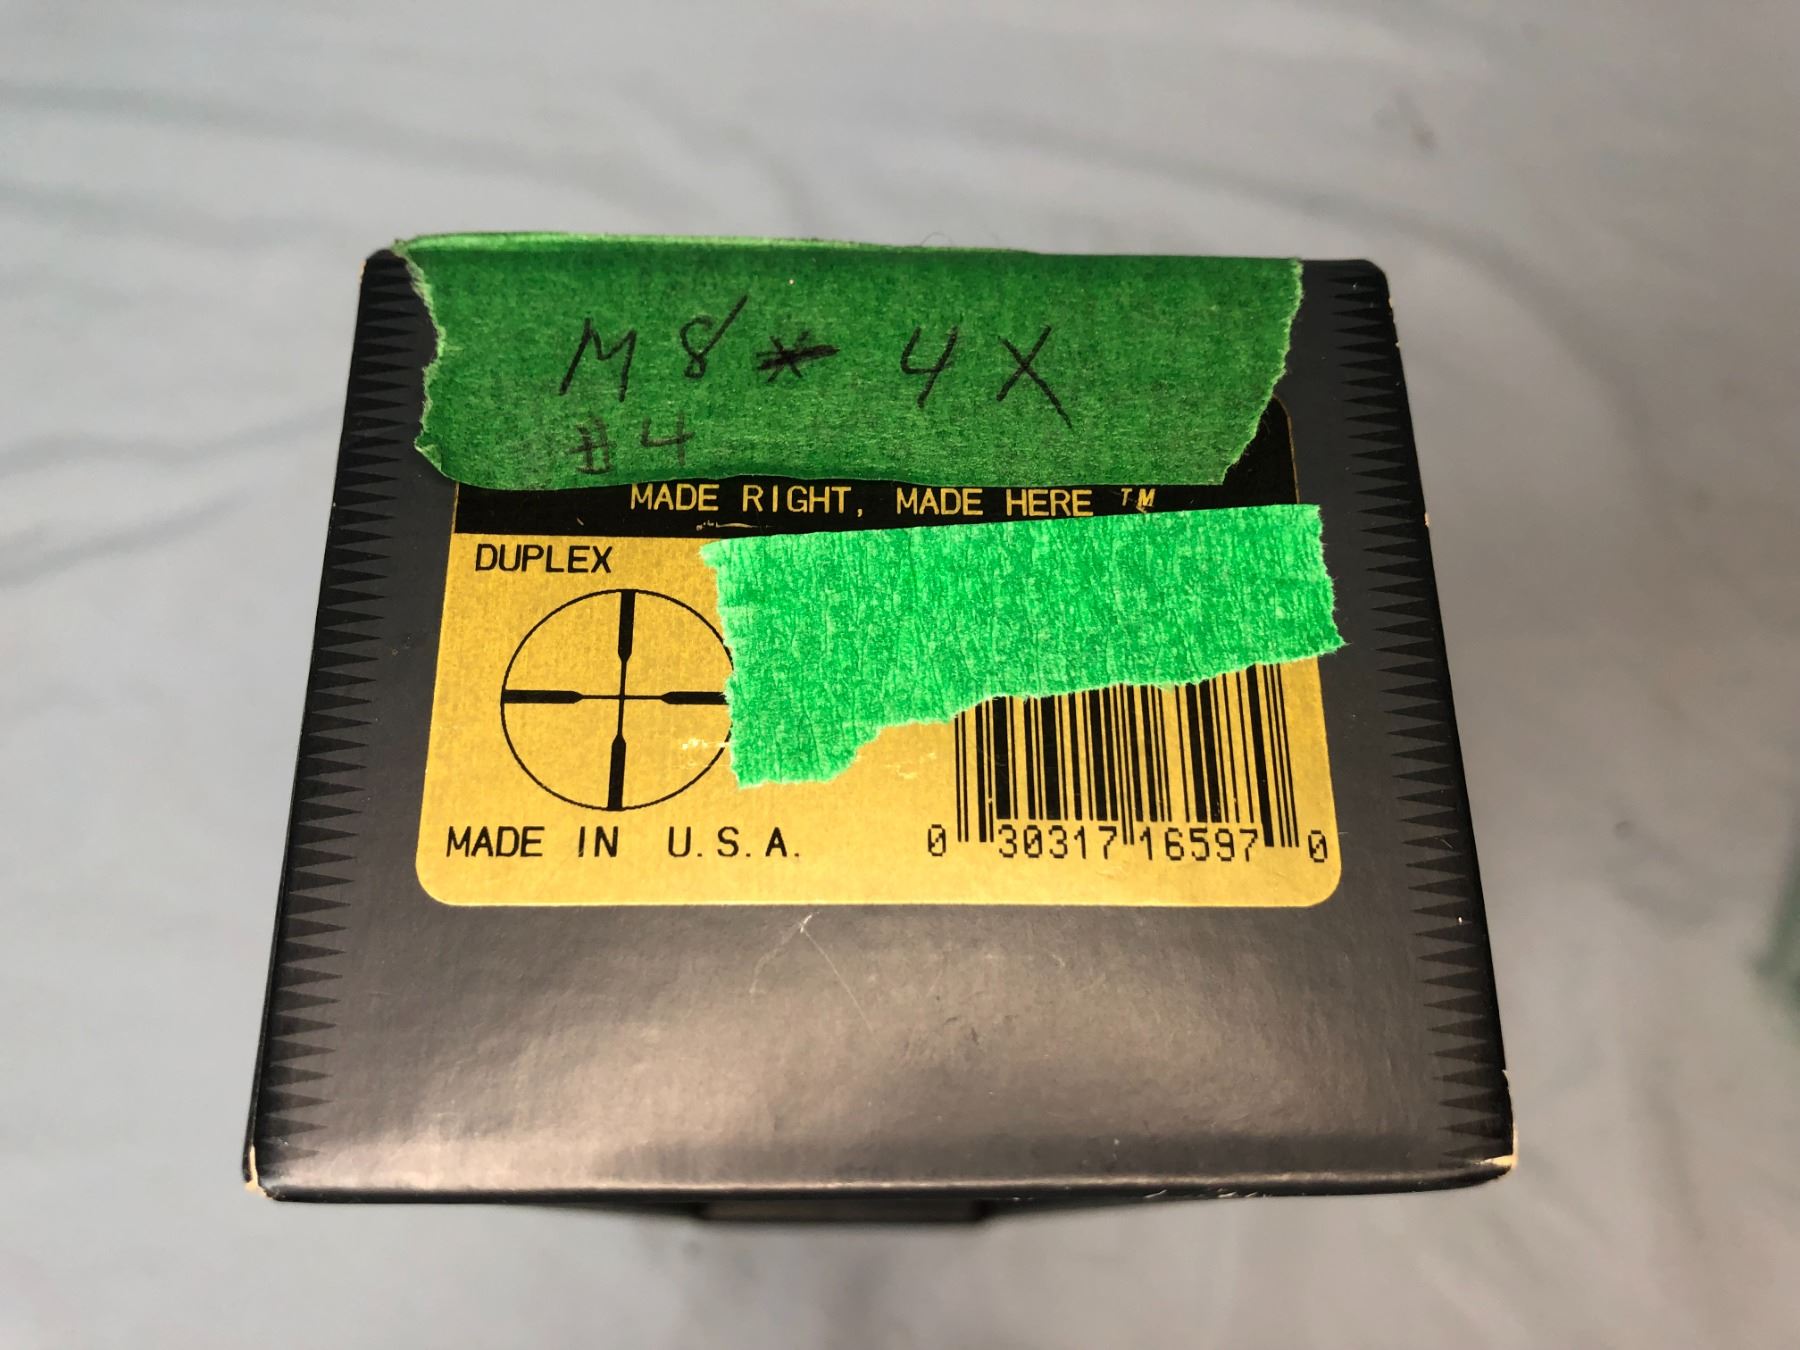 M8* 4X
#4
MADE RIGHT, MADE HERE ™
DUPLEX
MADE IN U.S.A.
0 30317 16597 0